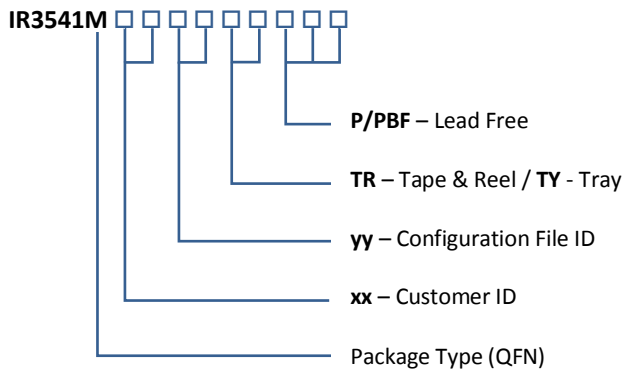 IR3541M
P/PBF – Lead Free
TR – Tape & Reel / TY - Tray
yy – Configuration File ID
xx – Customer ID
Package Type (QFN)